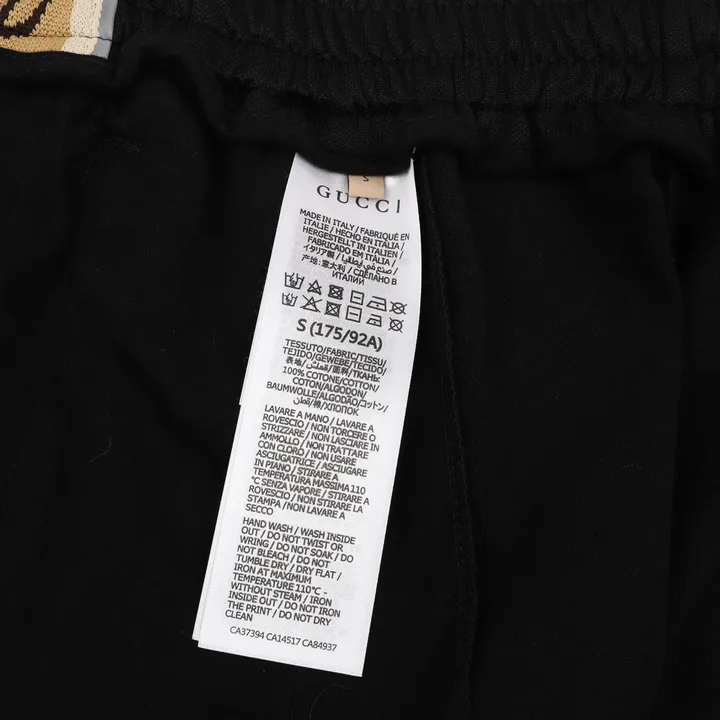 S
GUCCI
MADE IN ITALY / FABRIQUÉ EN
ITALIE / HECHO EN ITALIA /
HERGESTELLT IN ITALIEN /
FABRICADO EM ITÁLIA /
イタリア製 / صنع في إيطاليا /
产地: 意大利 / СДЕЛАНО В
ИТАЛИИ
S (175/92A)
TESSUTO/FABRIC/TISSU/
TEJIDO/GEWEBE/TECIDO/
表地/قماش/面料/ТКАНЬ:
100% COTONE/COTTON/
COTON/ALGODON/
BAUMWOLLE/ALGODÃO/コットン/
قطن/棉/ХЛОПОК
LAVARE A MANO / LAVARE A
ROVESCIO / NON TORCERE O
STRIZZARE / NON LASCIARE IN
AMMOLLO / NON TRATTARE
CON CLORO / NON USARE
ASCIUGATRICE / ASCIUGARE
IN PIANO / STIRARE A
TEMPERATURA MASSIMA 110
°C SENZA VAPORE / STIRARE A
ROVESCIO / NON STIRARE LA
STAMPA / NON LAVARE A
SECCO
HAND WASH / WASH INSIDE
OUT / DO NOT TWIST OR
WRING / DO NOT SOAK / DO
NOT BLEACH / DO NOT
TUMBLE DRY / DRY FLAT /
IRON AT MAXIMUM
TEMPERATURE 110°C -
WITHOUT STEAM / IRON
INSIDE OUT / DO NOT IRON
THE PRINT / DO NOT DRY
CLEAN
CA37394 CA14517 CA84937